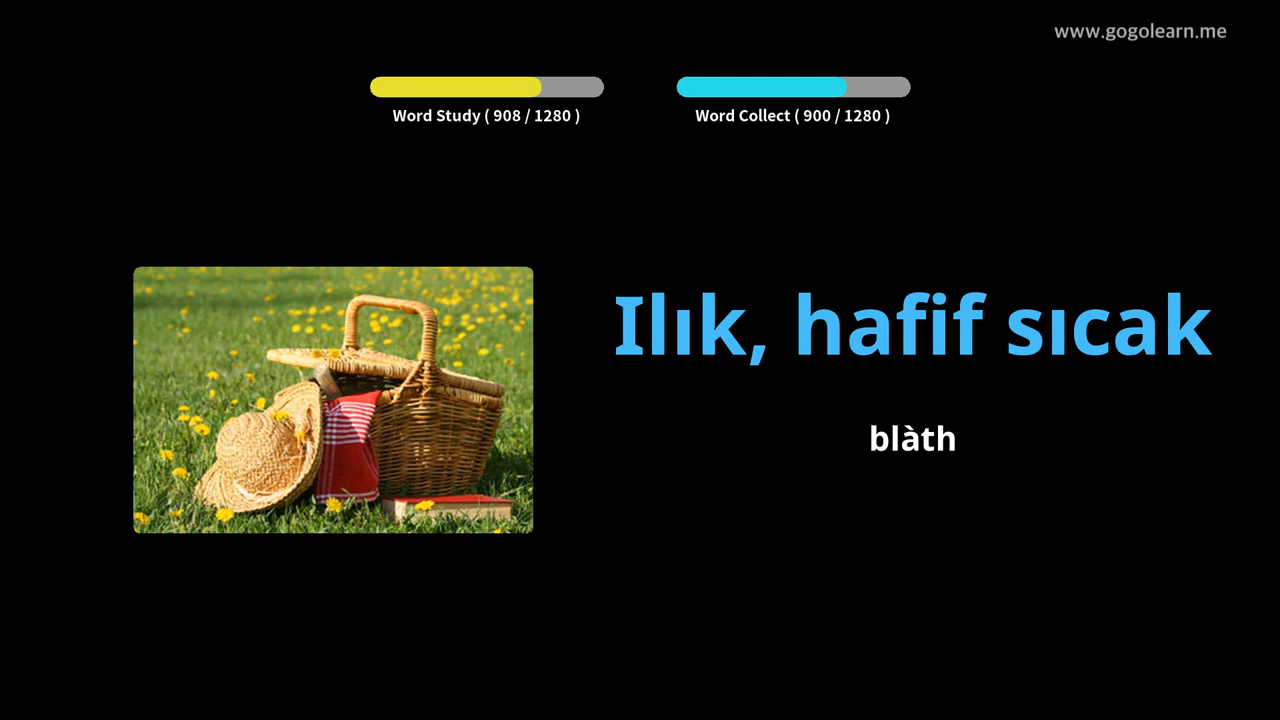 www.gogolearn.me
Word Study ( 908 / 1280 )
Word Collect ( 900 / 1280 )
Ilık, hafif sıcak
blàth